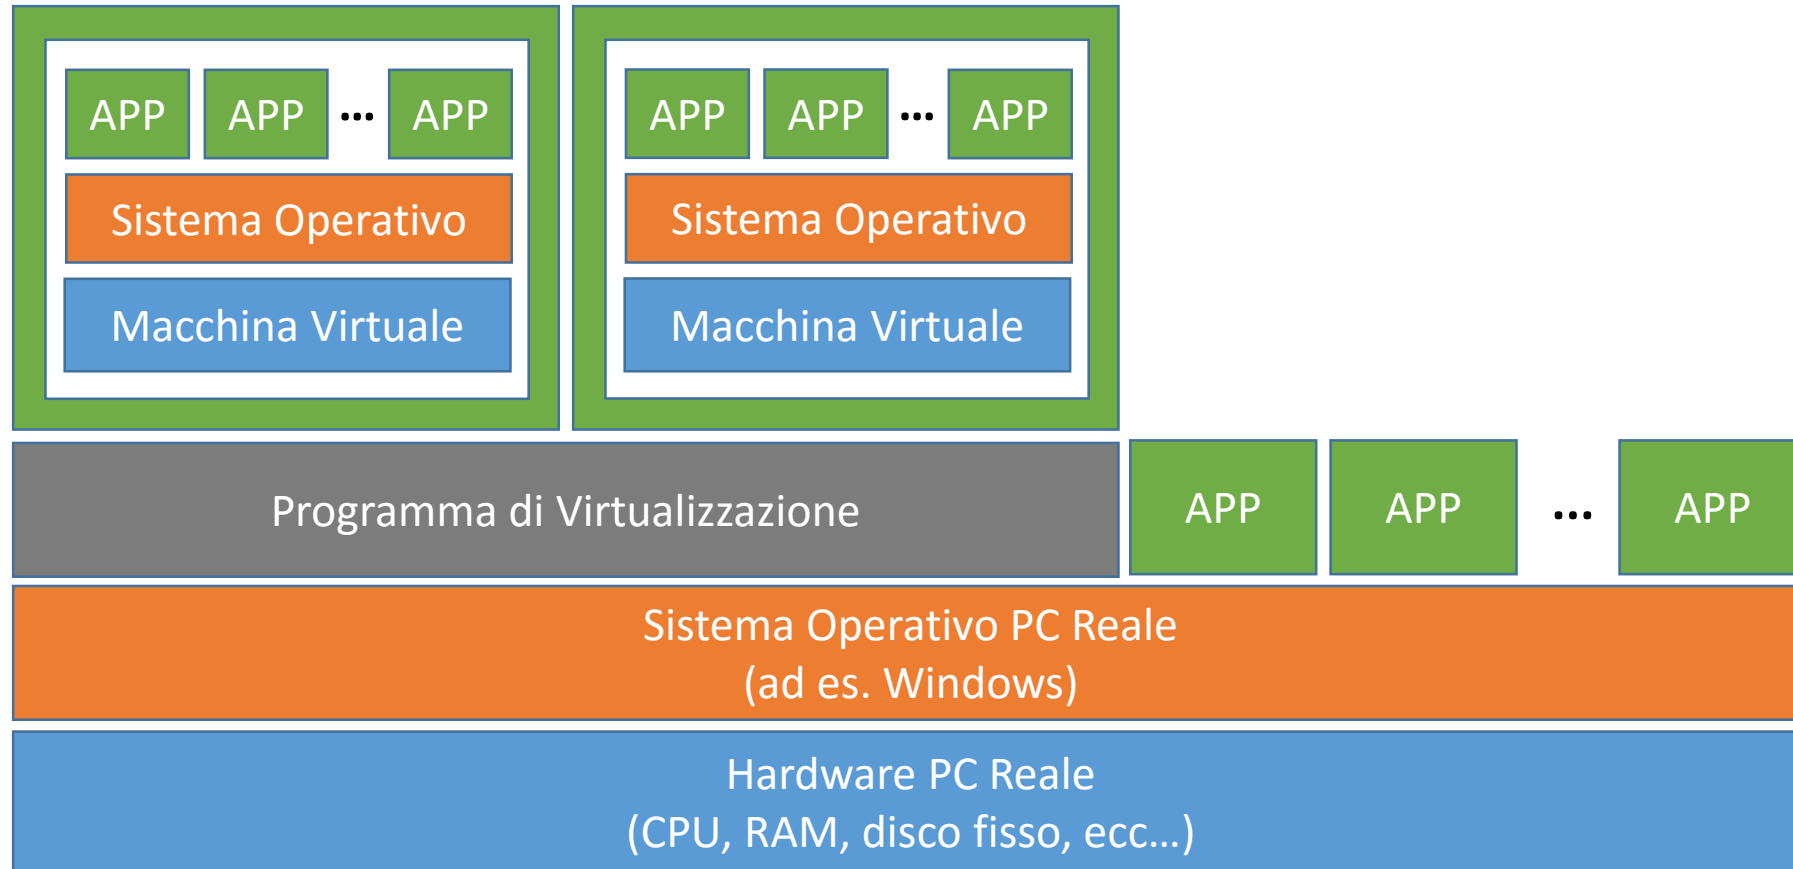 APP APP ... APP
APP APP ... APP
Sistema Operativo
Sistema Operativo
Macchina Virtuale
Macchina Virtuale
Programma di Virtualizzazione
APP APP ... APP
Sistema Operativo PC Reale
(ad es. Windows)
Hardware PC Reale
(CPU, RAM, disco fisso, ecc...)